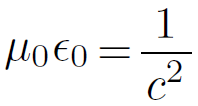 μ₀ϵ₀ = 1/c²